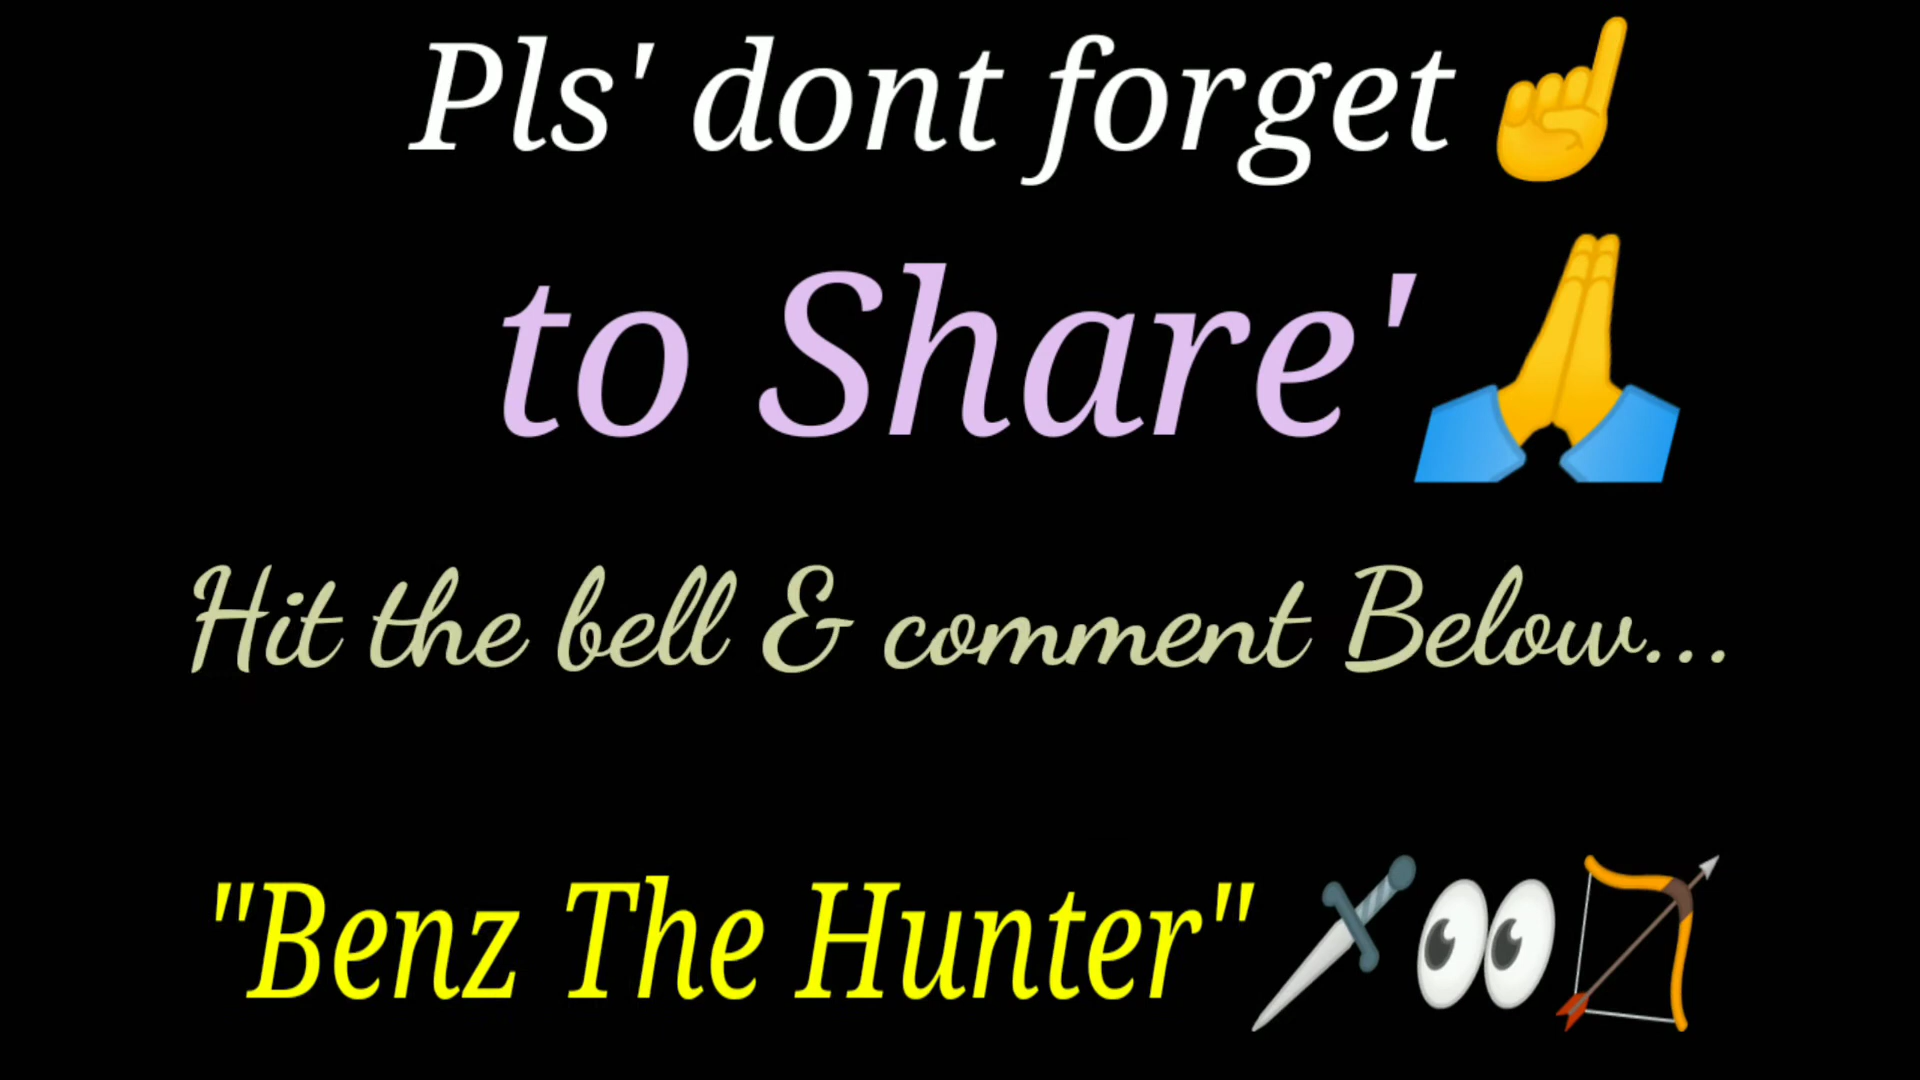 Pls' dont forget ☝
to Share' 🙏
Hit the bell & comment Below...
"Benz The Hunter" 🗡👀🏹